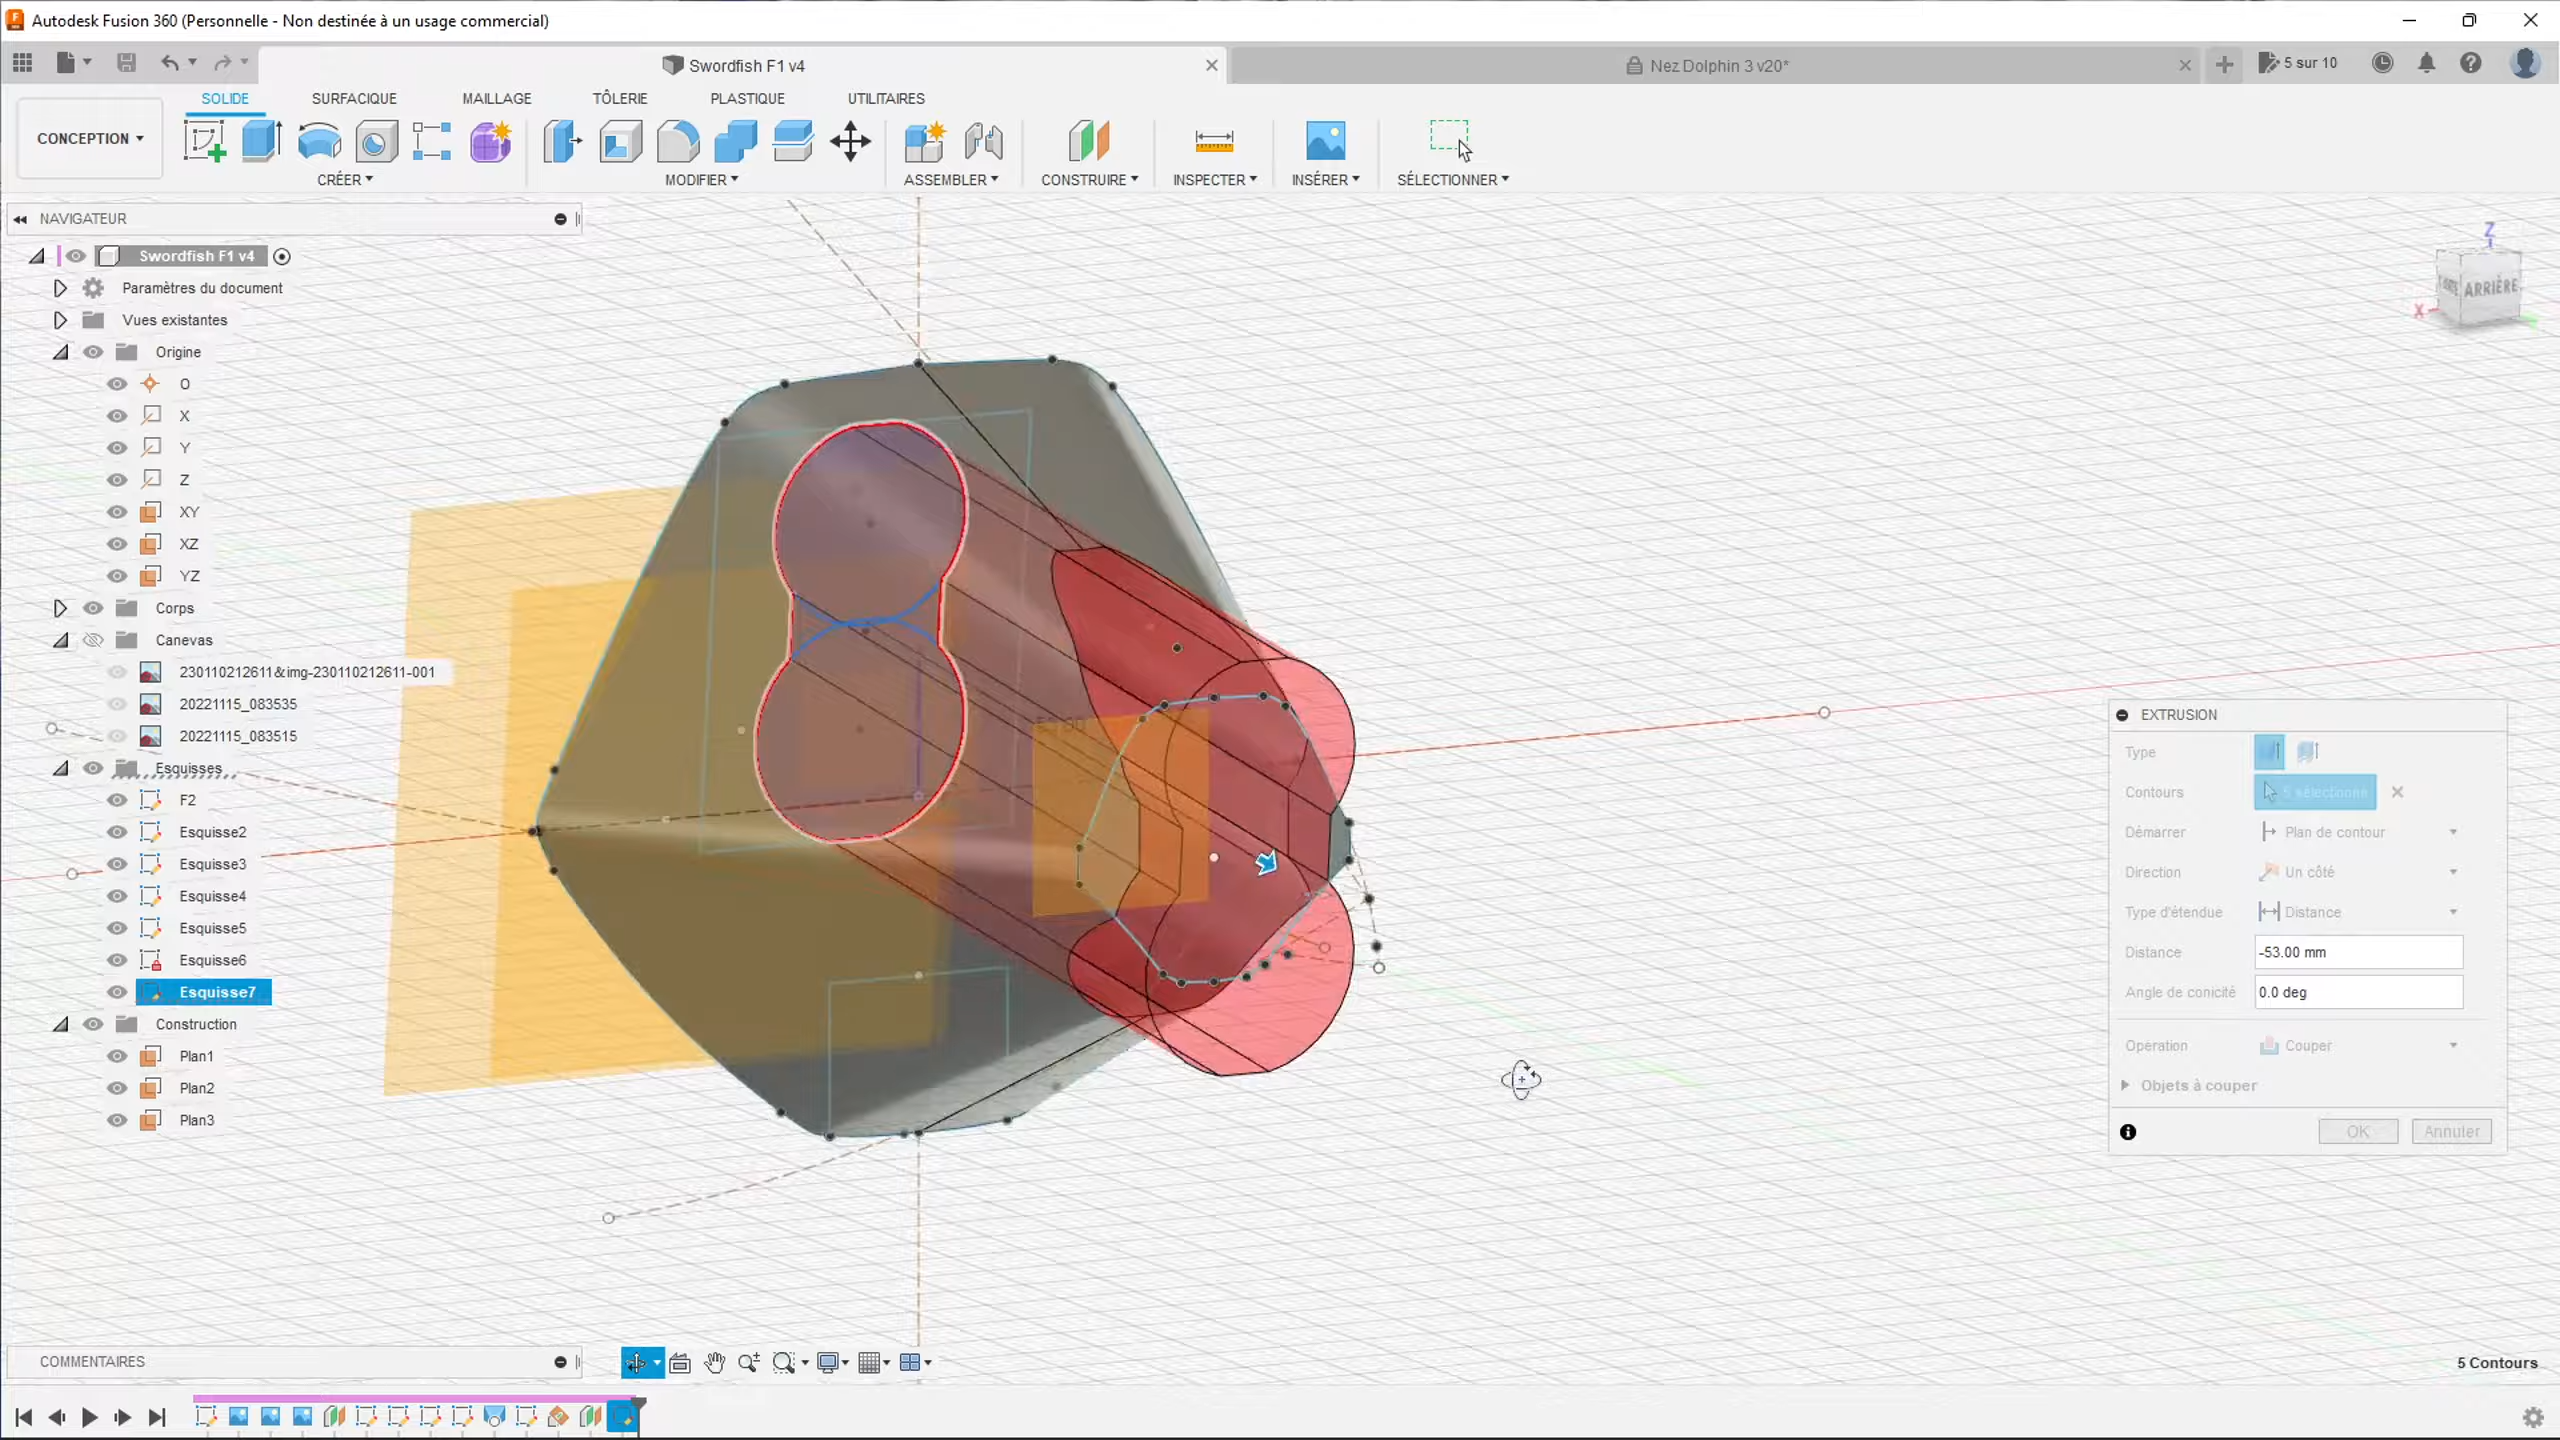 Autodesk Fusion 360 (Personnelle - Non destinée à un usage commercial)
Swordfish F1 v4
Nez Dolphin 3 v20*
5 sur 10
CONCEPTION
SOLIDE
SURFACIQUE
MAILLAGE
TÔLERIE
PLASTIQUE
UTILITAIRES
CRÉER
MODIFIER
ASSEMBLER
CONSTRUIRE
INSPECTER
INSÉRER
SÉLECTIONNER
NAVIGATEUR
Swordfish F1 v4
Paramètres du document
Vues existantes
Origine
O
X
Y
Z
XY
XZ
YZ
Corps
Canevas
230110212611&img-230110212611-001
20221115_083535
20221115_083515
Esquisses
F2
Esquisse2
Esquisse3
Esquisse4
Esquisse5
Esquisse6
Esquisse7
Construction
Plan1
Plan2
Plan3
Z
ARRIÈRE
X
EXTRUSION
Type
Contours
5 sélectionné
Démarrer
Plan de contour
Direction
Un côté
Type d'étendue
Distance
Distance
-53.00 mm
Angle de conicité
0.0 deg
Operation
Couper
Objets à couper
OK
Annuler
COMMENTAIRES
5 Contours